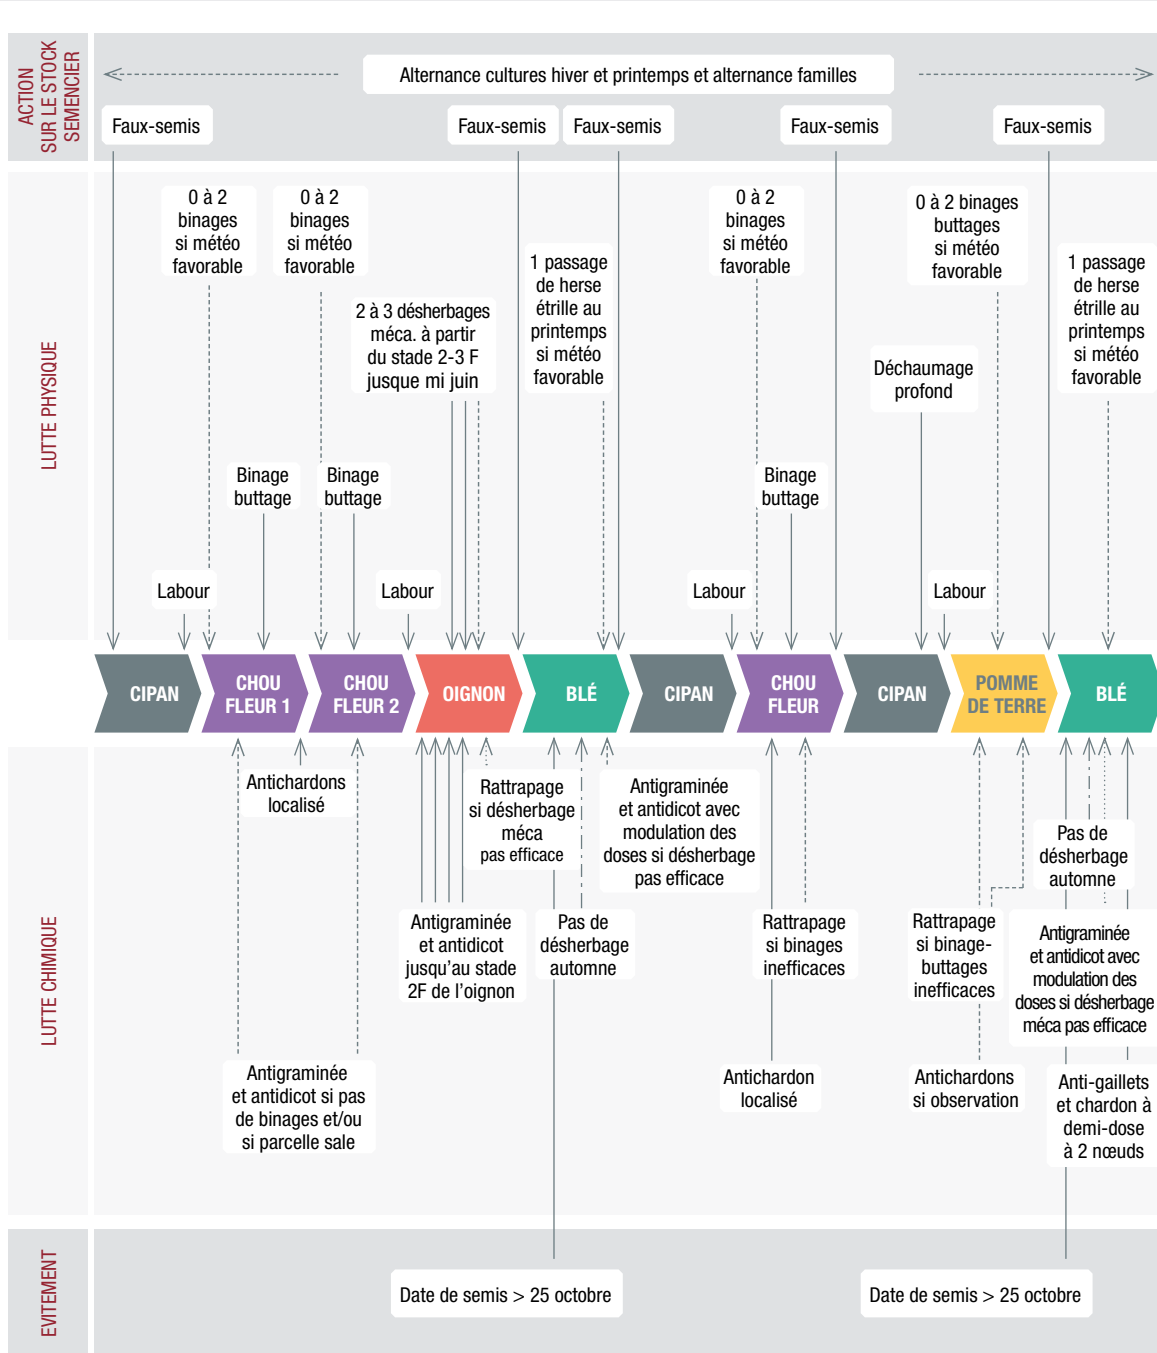 ACTION
SUR LE STOCK
SEMENCIER
Alternance cultures hiver et printemps et alternance familles
Faux-semis
Faux-semis
Faux-semis
Faux-semis
Faux-semis
LUTTE PHYSIQUE
0 à 2
binages
si météo
favorable
0 à 2
binages
si météo
favorable
2 à 3 désherbages
méca. à partir
du stade 2-3 F
jusque mi juin
1 passage
de herse
étrille au
printemps
si météo
favorable
0 à 2
binages
si météo
favorable
0 à 2 binages
buttages
si météo
favorable
1 passage
de herse
étrille au
printemps
si météo
favorable
Déchaumage
profond
Binage
buttage
Binage
buttage
Binage
buttage
Labour
Labour
Labour
Labour
CIPAN
CHOU
FLEUR 1
CHOU
FLEUR 2
OIGNON
BLÉ
CIPAN
CHOU
FLEUR
CIPAN
POMME
DE TERRE
BLÉ
LUTTE CHIMIQUE
Antichardons
localisé
Rattrapage
si désherbage
méca
pas efficace
Antigraminée
et antidicot avec
modulation des
doses si désherbage
pas efficace
Pas de
désherbage
automne
Antigraminée
et antidicot
jusqu'au stade
2F de l'oignon
Pas de
désherbage
automne
Rattrapage
si binages
inefficaces
Rattrapage
si binage-
buttages
inefficaces
Antigraminée
et antidicot avec
modulation des
doses si désherbage
méca pas efficace
Antigraminée
et antidicot si pas
de binages et/ou
si parcelle sale
Antichardon
localisé
Antichardons
si observation
Anti-gaillets
et chardon à
demi-dose
à 2 nœuds
EVITEMENT
Date de semis > 25 octobre
Date de semis > 25 octobre